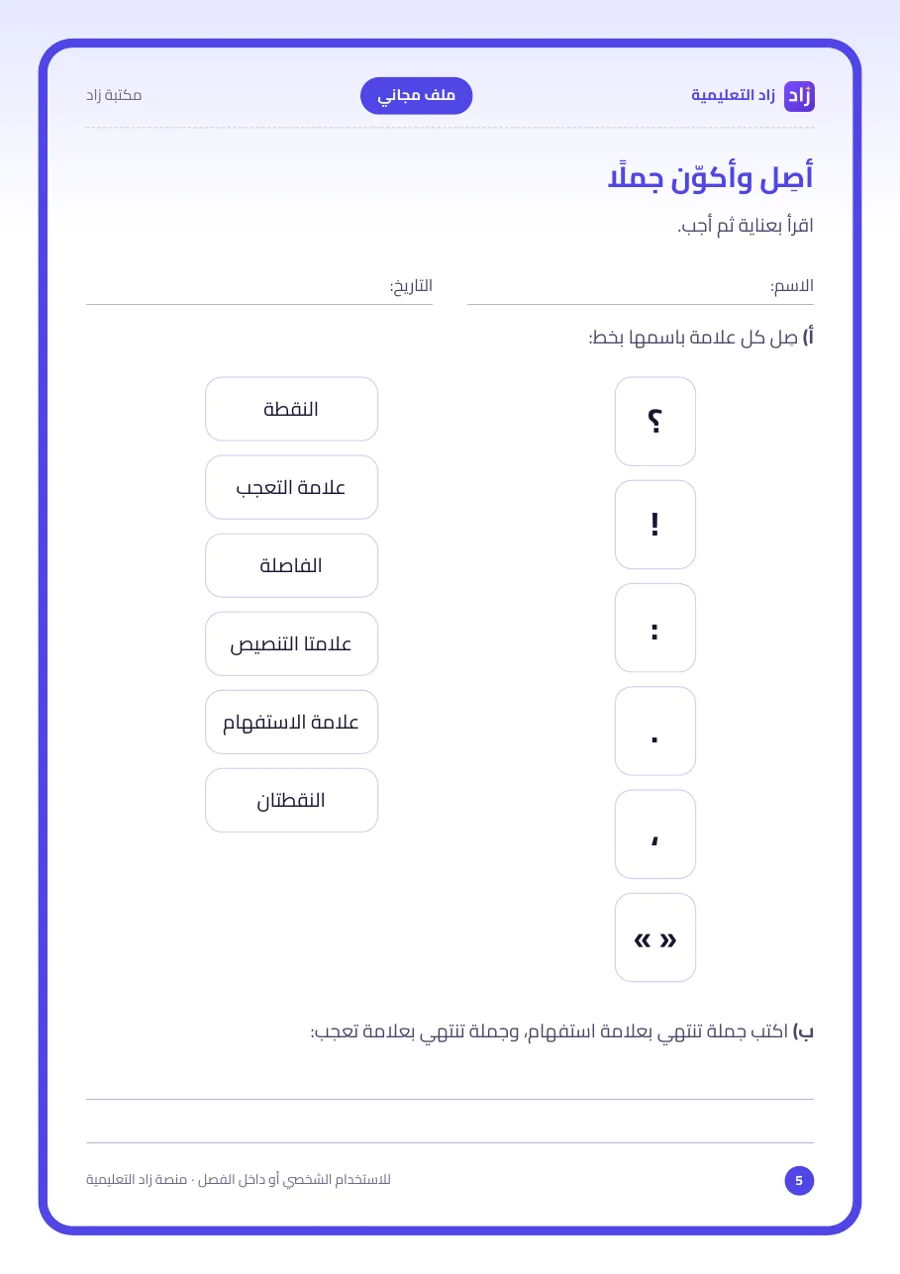 زاد زاد التعليمية
ملف مجاني
مكتبة زاد
أصِل وأكوّن جملًا
اقرأ بعناية ثم أجب.
الاسم:
التاريخ:
أ) صِل كل علامة باسمها بخط:
؟
!
:
.
،
« »
النقطة
علامة التعجب
الفاصلة
علامتا التنصيص
علامة الاستفهام
النقطتان
ب) اكتب جملة تنتهي بعلامة استفهام، وجملة تنتهي بعلامة تعجب:
5
للاستخدام الشخصي أو داخل الفصل · منصة زاد التعليمية